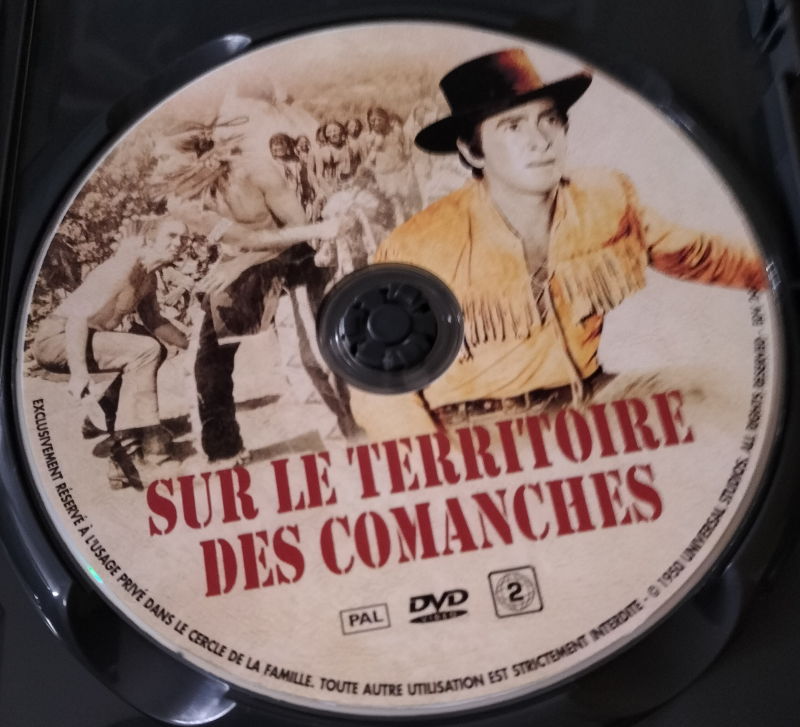 SUR LE TERRITOIRE
DES COMANCHES
PAL
DVD
VIDEO
2
EXCLUSIVEMENT RÉSERVÉ À L'USAGE PRIVÉ DANS LE CERCLE DE LA FAMILLE. TOUTE AUTRE UTILISATION EST STRICTEMENT INTERDITE - © 1950 UNIVERSAL STUDIOS. ALL RIGHTS RESERVED.